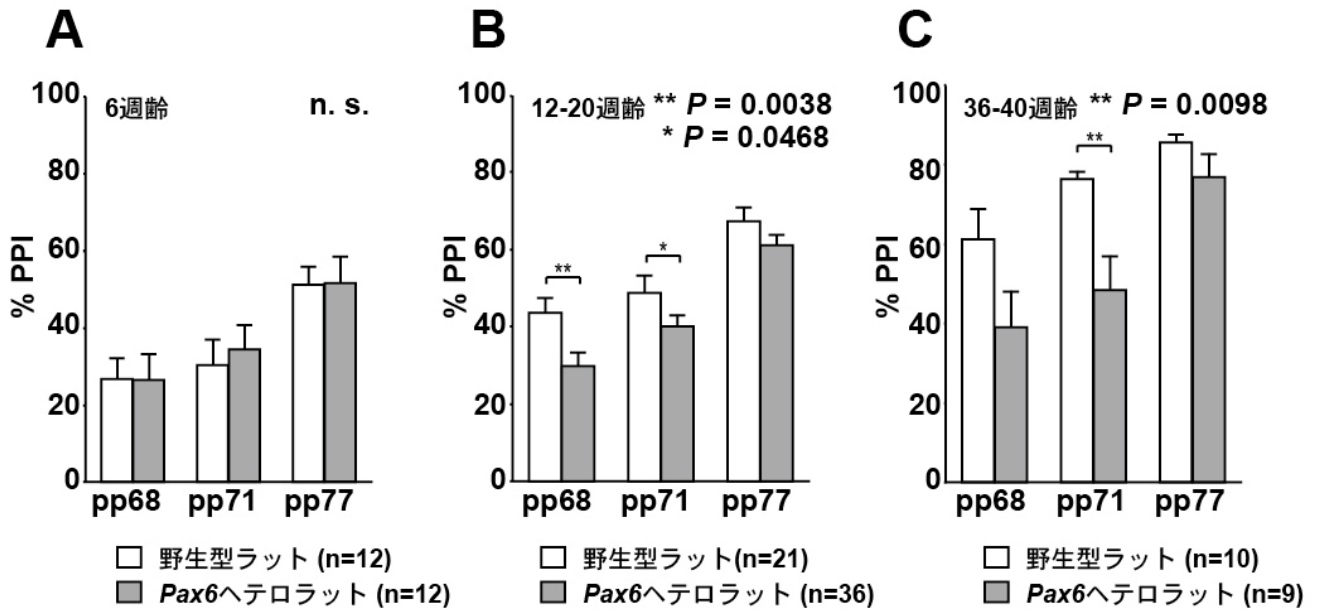 A
6週齢
n. s.
% PPI
100
80
60
40
20
0
pp68 pp71 pp77
野生型ラット (n=12)
Pax6ヘテロラット (n=12)
B
12-20週齢 ** P = 0.0038
* P = 0.0468
% PPI
100
80
60
40
20
0
**
*
pp68 pp71 pp77
野生型ラット(n=21)
Pax6ヘテロラット (n=36)
C
36-40週齢 ** P = 0.0098
% PPI
100
80
60
40
20
0
**
pp68 pp71 pp77
野生型ラット (n=10)
Pax6ヘテロラット (n=9)